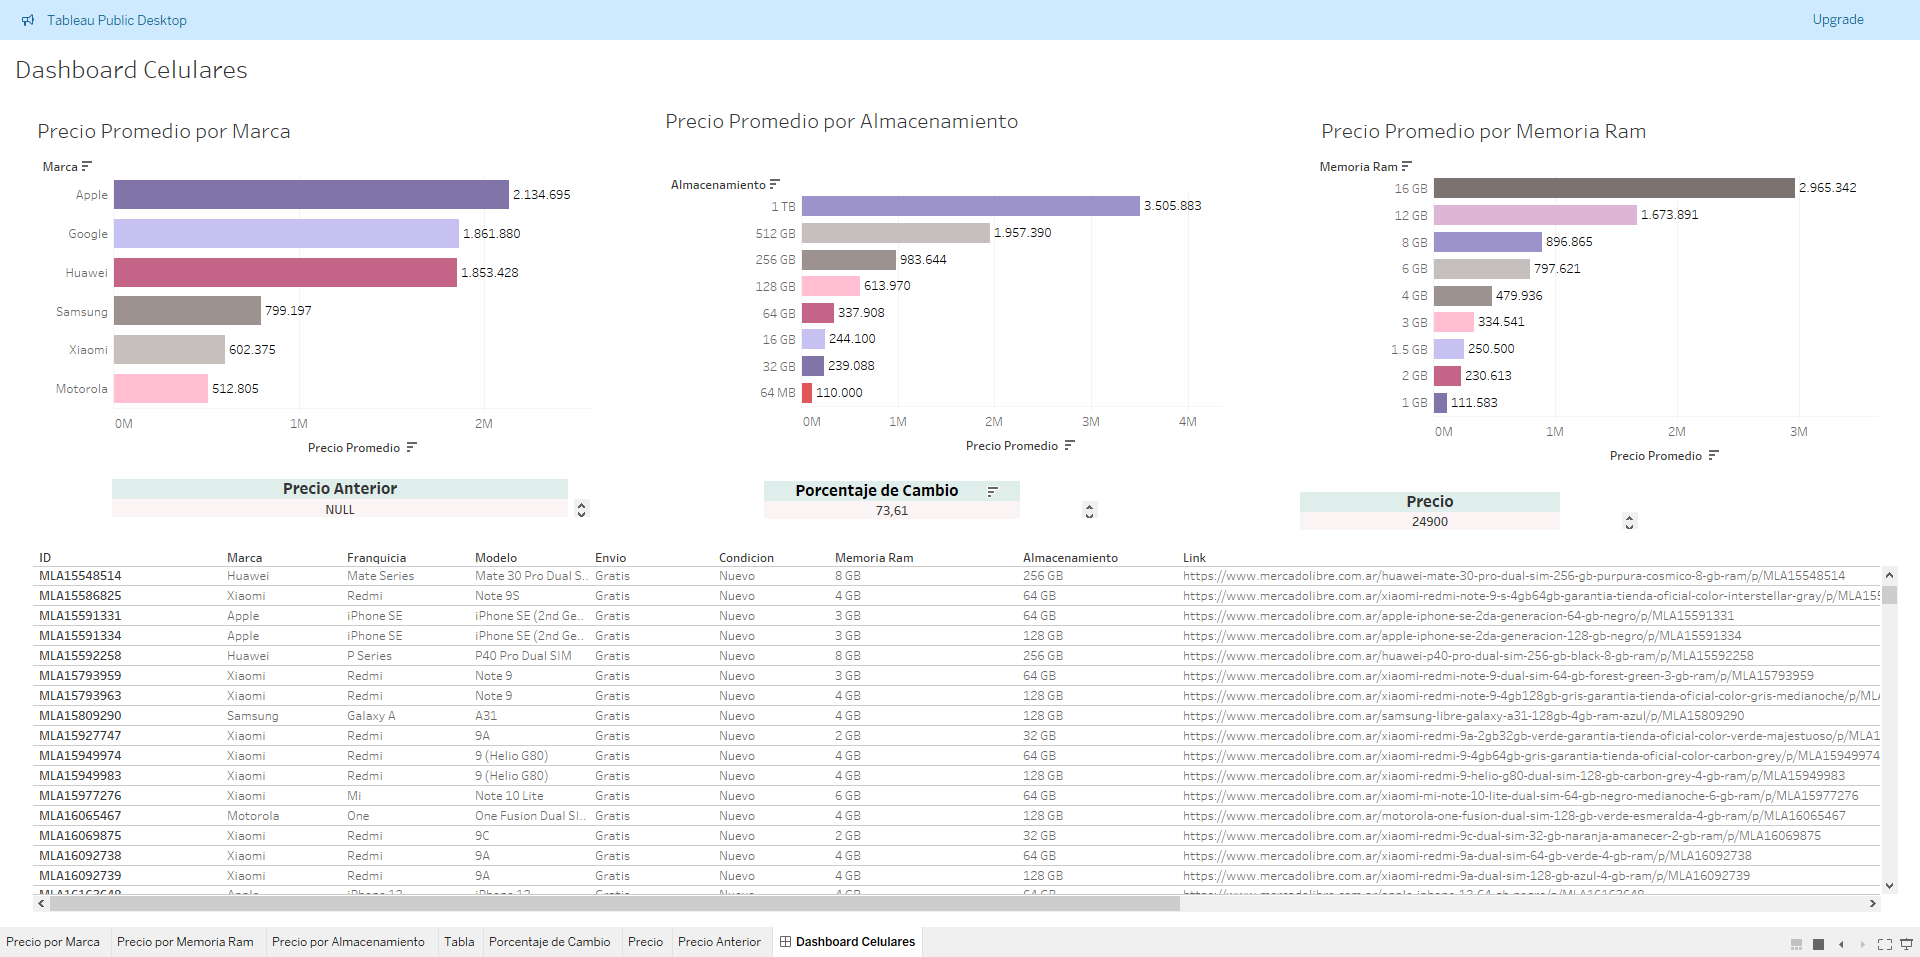 Tableau Public Desktop
Upgrade
Dashboard Celulares
Precio Promedio por Marca
Marca
Apple 2.134.695
Google 1.861.880
Huawei 1.853.428
Samsung 799.197
Xiaomi 602.375
Motorola 512.805
0M 1M 2M
Precio Promedio
Precio Promedio por Almacenamiento
Almacenamiento
1 TB 3.505.883
512 GB 1.957.390
256 GB 983.644
128 GB 613.970
64 GB 337.908
16 GB 244.100
32 GB 239.088
64 MB 110.000
0M 1M 2M 3M 4M
Precio Promedio
Precio Promedio por Memoria Ram
Memoria Ram
16 GB 2.965.342
12 GB 1.673.891
8 GB 896.865
6 GB 797.621
4 GB 479.936
3 GB 334.541
1.5 GB 250.500
2 GB 230.613
1 GB 111.583
0M 1M 2M 3M
Precio Promedio
Precio Anterior
NULL
Porcentaje de Cambio
73,61
Precio
24900
ID Marca Franquicia Modelo Envio Condicion Memoria Ram Almacenamiento Link
MLA15548514 Huawei Mate Series Mate 30 Pro Dual S.. Gratis Nuevo 8 GB 256 GB https://www.mercadolibre.com.ar/huawei-mate-30-pro-dual-sim-256-gb-purpura-cosmico-8-gb-ram/p/MLA15548514
MLA15586825 Xiaomi Redmi Note 9S Gratis Nuevo 4 GB 64 GB https://www.mercadolibre.com.ar/xiaomi-redmi-note-9-s-4gb64gb-garantia-tienda-oficial-color-interstellar-gray/p/MLA155
MLA15591331 Apple iPhone SE iPhone SE (2nd Ge.. Gratis Nuevo 3 GB 64 GB https://www.mercadolibre.com.ar/apple-iphone-se-2da-generacion-64-gb-negro/p/MLA15591331
MLA15591334 Apple iPhone SE iPhone SE (2nd Ge.. Gratis Nuevo 3 GB 128 GB https://www.mercadolibre.com.ar/apple-iphone-se-2da-generacion-128-gb-negro/p/MLA15591334
MLA15592258 Huawei P Series P40 Pro Dual SIM Gratis Nuevo 8 GB 256 GB https://www.mercadolibre.com.ar/huawei-p40-pro-dual-sim-256-gb-black-8-gb-ram/p/MLA15592258
MLA15793959 Xiaomi Redmi Note 9 Gratis Nuevo 3 GB 64 GB https://www.mercadolibre.com.ar/xiaomi-redmi-note-9-dual-sim-64-gb-forest-green-3-gb-ram/p/MLA15793959
MLA15793963 Xiaomi Redmi Note 9 Gratis Nuevo 4 GB 128 GB https://www.mercadolibre.com.ar/xiaomi-redmi-note-9-4gb128gb-gris-garantia-tienda-oficial-color-gris-medianoche/p/MLA
MLA15809290 Samsung Galaxy A A31 Gratis Nuevo 4 GB 128 GB https://www.mercadolibre.com.ar/samsung-libre-galaxy-a31-128gb-4gb-ram-azul/p/MLA15809290
MLA15927747 Xiaomi Redmi 9A Gratis Nuevo 2 GB 32 GB https://www.mercadolibre.com.ar/xiaomi-redmi-9a-2gb32gb-verde-garantia-tienda-oficial-color-verde-majestuoso/p/MLA1
MLA15949974 Xiaomi Redmi 9 (Helio G80) Gratis Nuevo 4 GB 64 GB https://www.mercadolibre.com.ar/xiaomi-redmi-9-4gb64gb-gris-garantia-tienda-oficial-color-carbon-grey/p/MLA15949974
MLA15949983 Xiaomi Redmi 9 (Helio G80) Gratis Nuevo 4 GB 128 GB https://www.mercadolibre.com.ar/xiaomi-redmi-9-helio-g80-dual-sim-128-gb-carbon-grey-4-gb-ram/p/MLA15949983
MLA15977276 Xiaomi Mi Note 10 Lite Gratis Nuevo 6 GB 64 GB https://www.mercadolibre.com.ar/xiaomi-mi-note-10-lite-dual-sim-64-gb-negro-medianoche-6-gb-ram/p/MLA15977276
MLA16065467 Motorola One One Fusion Dual SI.. Gratis Nuevo 4 GB 128 GB https://www.mercadolibre.com.ar/motorola-one-fusion-dual-sim-128-gb-verde-esmeralda-4-gb-ram/p/MLA16065467
MLA16069875 Xiaomi Redmi 9C Gratis Nuevo 2 GB 32 GB https://www.mercadolibre.com.ar/xiaomi-redmi-9c-dual-sim-32-gb-naranja-amanecer-2-gb-ram/p/MLA16069875
MLA16092738 Xiaomi Redmi 9A Gratis Nuevo 4 GB 64 GB https://www.mercadolibre.com.ar/xiaomi-redmi-9a-dual-sim-64-gb-verde-4-gb-ram/p/MLA16092738
MLA16092739 Xiaomi Redmi 9A Gratis Nuevo 4 GB 128 GB https://www.mercadolibre.com.ar/xiaomi-redmi-9a-dual-sim-128-gb-azul-4-gb-ram/p/MLA16092739
Precio por Marca Precio por Memoria Ram Precio por Almacenamiento Tabla Porcentaje de Cambio Precio Precio Anterior Dashboard Celulares